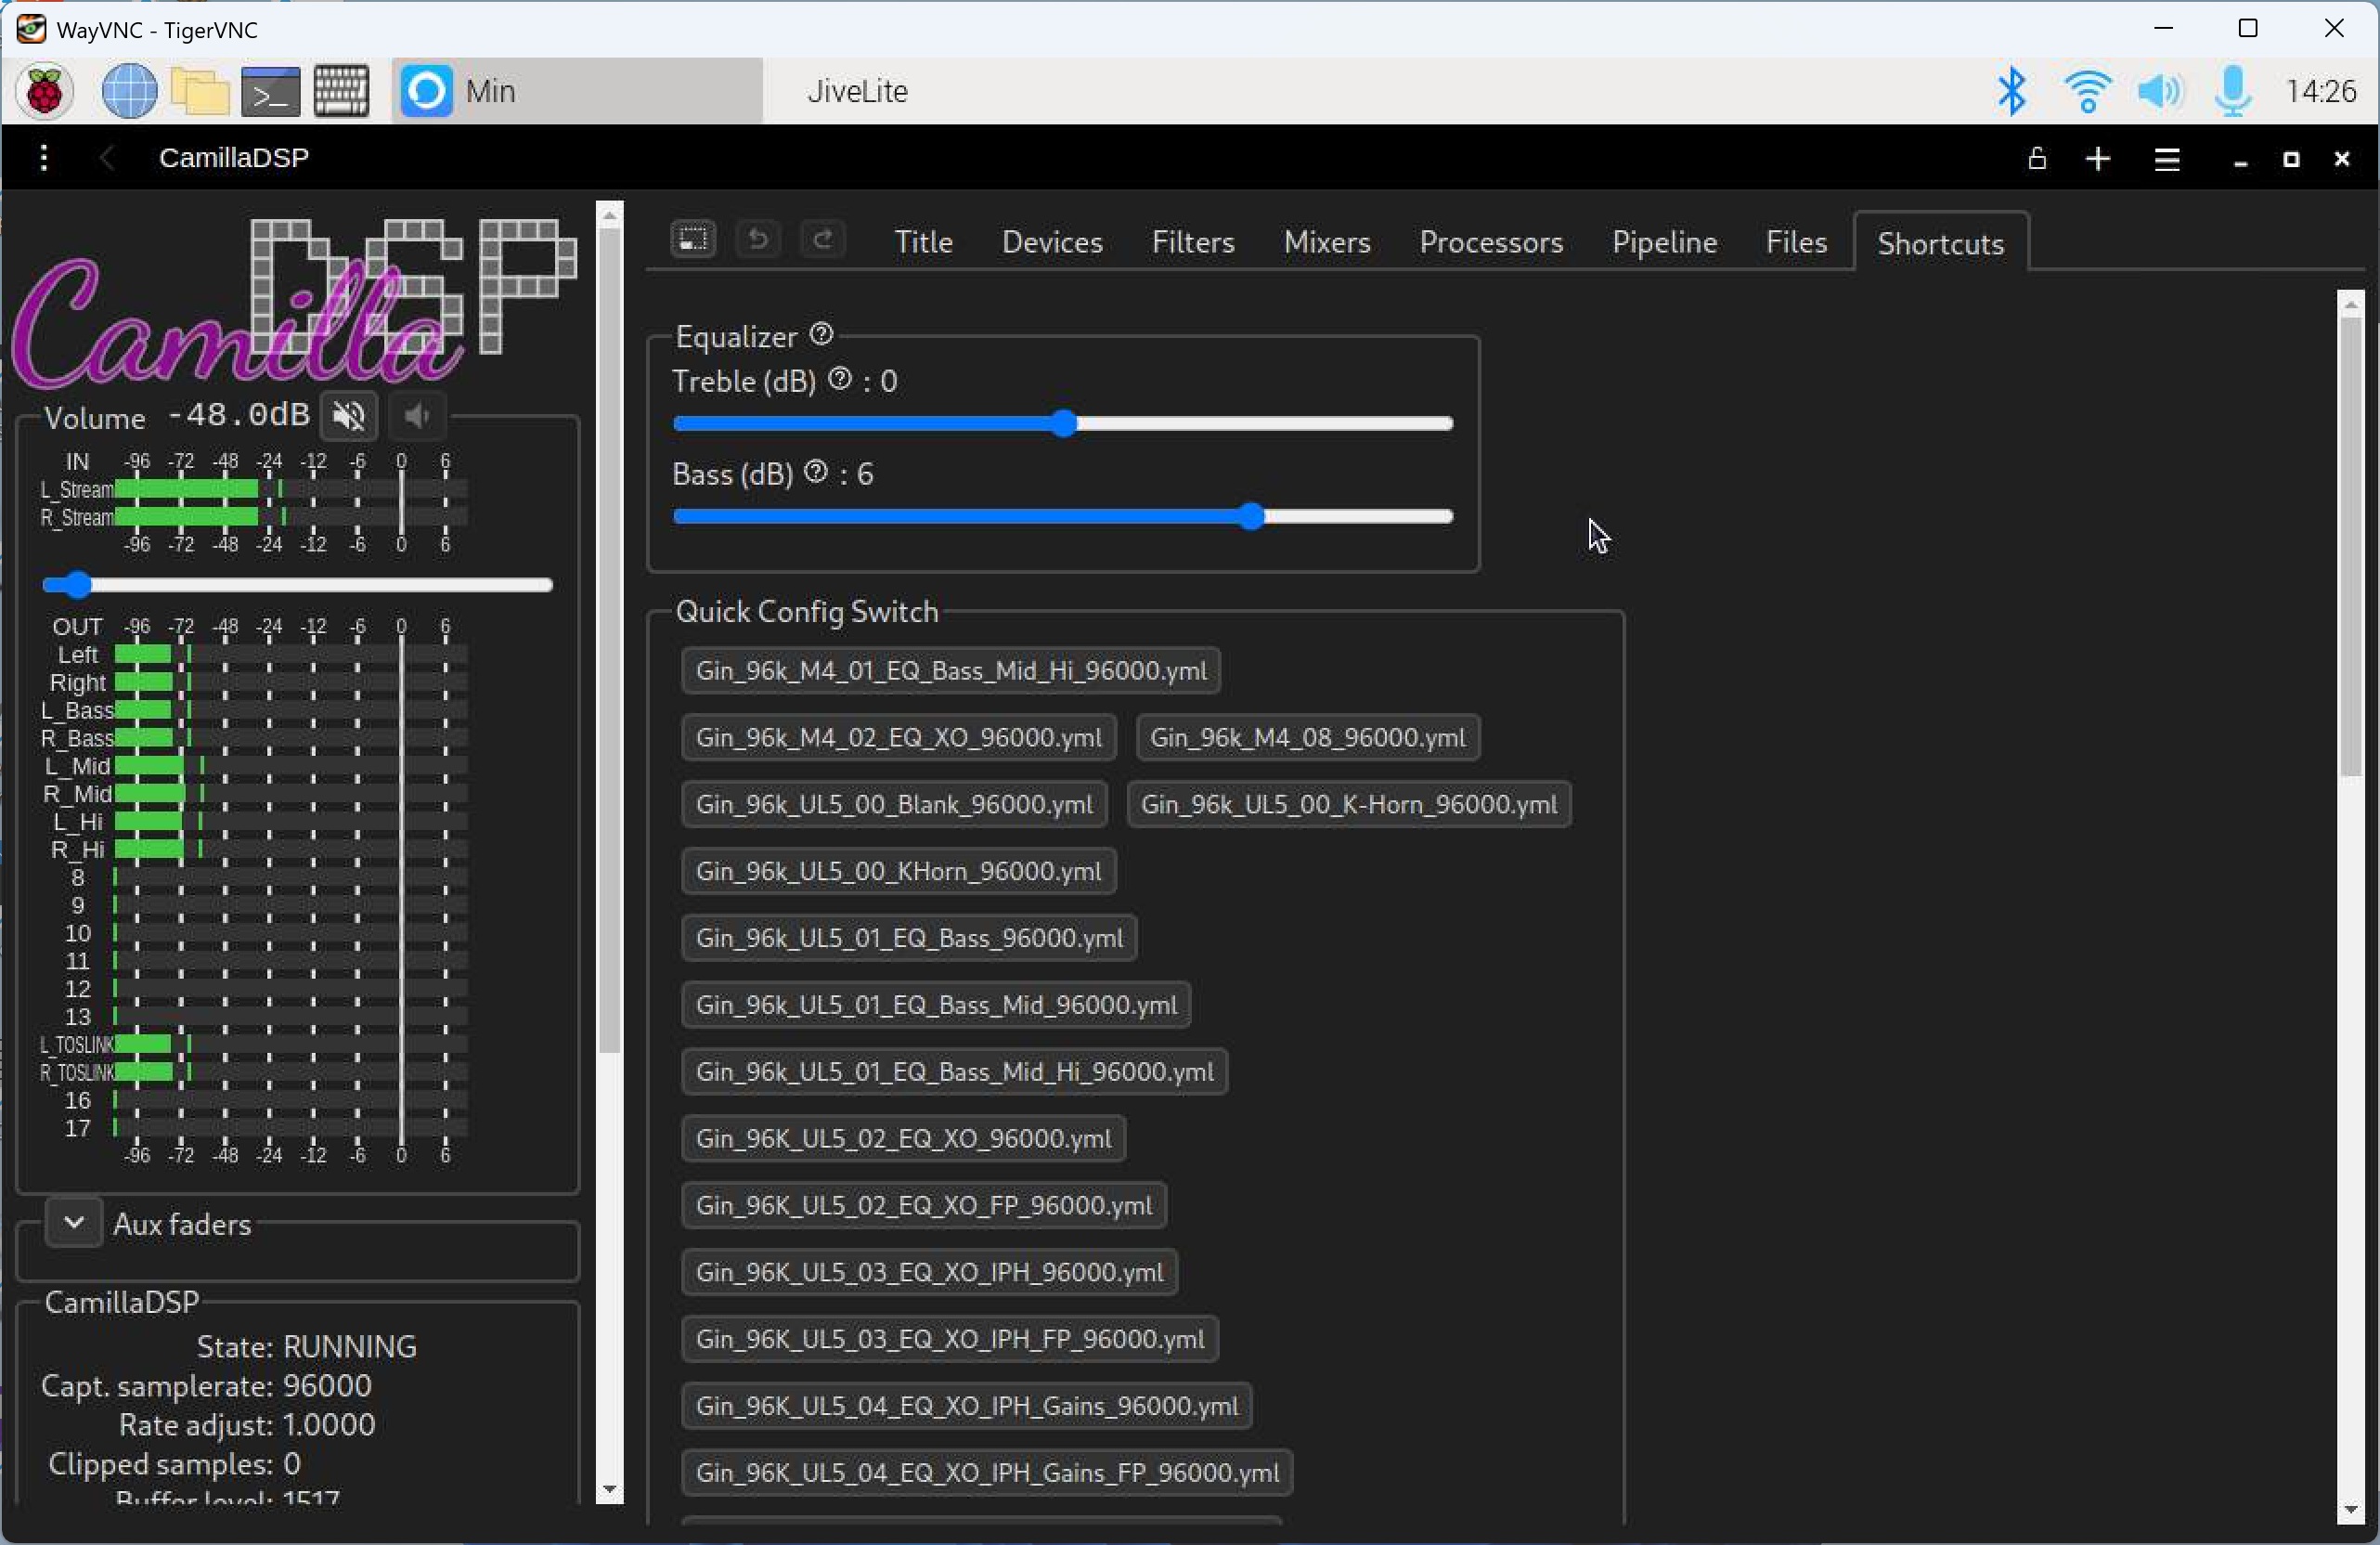 WayVNC - TigerVNC
Min
JiveLite
14:26
CamillaDSP
Camilla DSP
Title
Devices
Filters
Mixers
Processors
Pipeline
Files
Shortcuts
Volume -48.0dB
IN -96 -72 -48 -24 -12 -6 0 6
L_Stream
R_Stream
-96 -72 -48 -24 -12 -6 0 6
OUT -96 -72 -48 -24 -12 -6 0 6
Left
Right
L_Bass
R_Bass
L_Mid
R_Mid
L_Hi
R_Hi
8
9
10
11
12
13
L_TOSLINK
R_TOSLINK
16
17
-96 -72 -48 -24 -12 -6 0 6
Aux faders
CamillaDSP
State: RUNNING
Capt. samplerate: 96000
Rate adjust: 1.0000
Clipped samples: 0
Buffer level: 1517
Equalizer
Treble (dB) : 0
Bass (dB) : 6
Quick Config Switch
Gin_96k_M4_01_EQ_Bass_Mid_Hi_96000.yml
Gin_96k_M4_02_EQ_XO_96000.yml Gin_96k_M4_08_96000.yml
Gin_96k_UL5_00_Blank_96000.yml Gin_96k_UL5_00_K-Horn_96000.yml
Gin_96k_UL5_00_KHorn_96000.yml
Gin_96k_UL5_01_EQ_Bass_96000.yml
Gin_96k_UL5_01_EQ_Bass_Mid_96000.yml
Gin_96k_UL5_01_EQ_Bass_Mid_Hi_96000.yml
Gin_96K_UL5_02_EQ_XO_96000.yml
Gin_96K_UL5_02_EQ_XO_FP_96000.yml
Gin_96K_UL5_03_EQ_XO_IPH_96000.yml
Gin_96K_UL5_03_EQ_XO_IPH_FP_96000.yml
Gin_96K_UL5_04_EQ_XO_IPH_Gains_96000.yml
Gin_96K_UL5_04_EQ_XO_IPH_Gains_FP_96000.yml